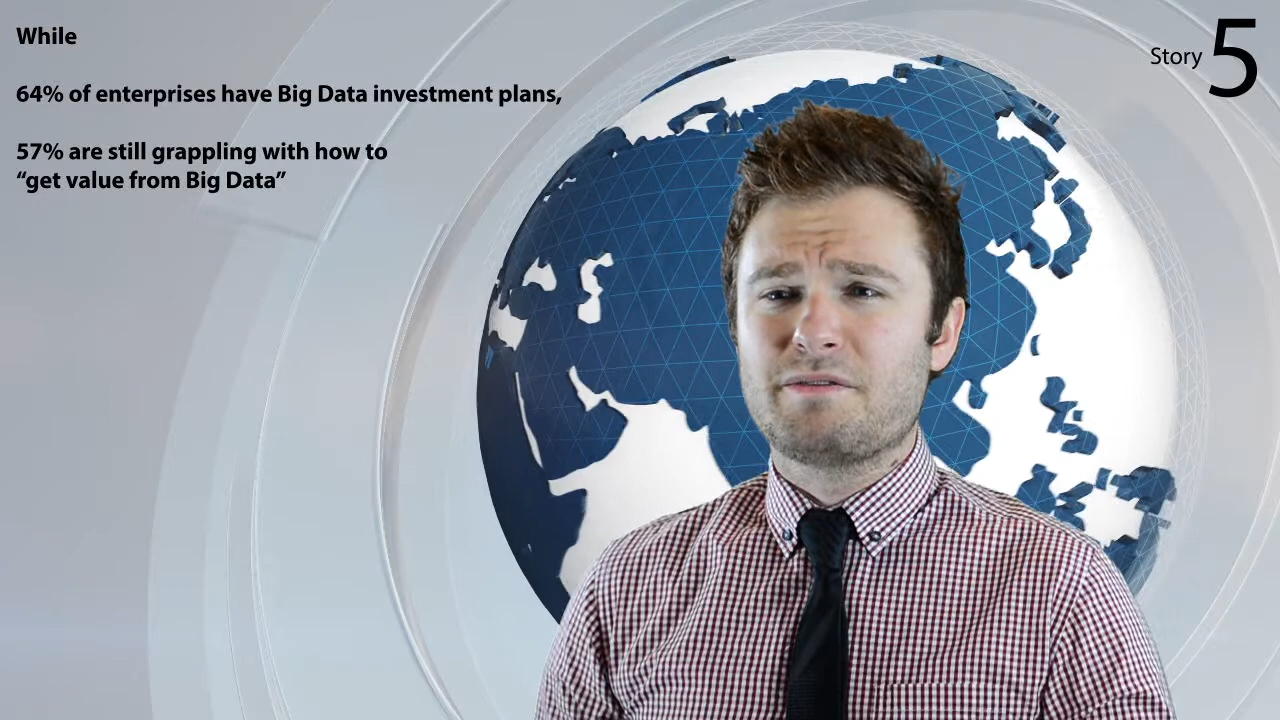 While
64% of enterprises have Big Data investment plans,
57% are still grappling with how to
“get value from Big Data”
Story 5